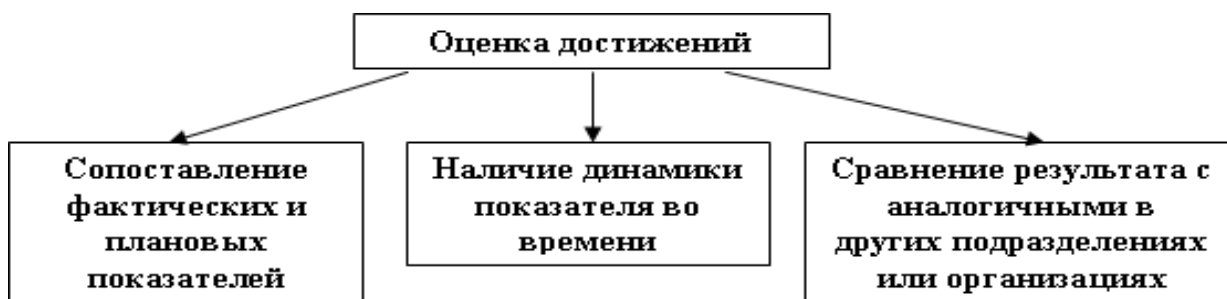 Оценка достижений
Сопоставление
фактических и
плановых
показателей
Наличие динамики
показателя во
времени
Сравнение результата с
аналогичными в
других подразделениях
или организациях